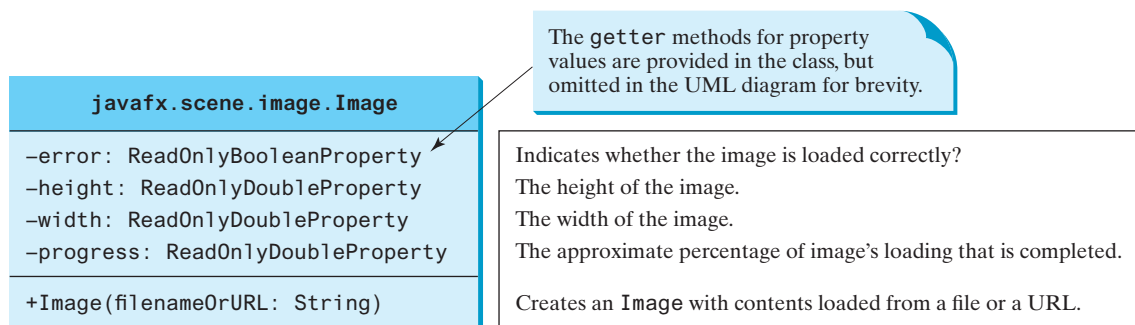 The getter methods for property
values are provided in the class, but
omitted in the UML diagram for brevity.
javafx.scene.image.Image
–error: ReadOnlyBooleanProperty
Indicates whether the image is loaded correctly?
–height: ReadOnlyDoubleProperty
The height of the image.
–width: ReadOnlyDoubleProperty
The width of the image.
–progress: ReadOnlyDoubleProperty
The approximate percentage of image's loading that is completed.
+Image(filenameOrURL: String)
Creates an Image with contents loaded from a file or a URL.